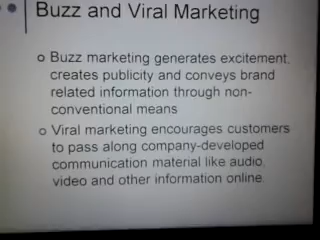 Buzz and Viral Marketing
Buzz marketing generates excitement,
creates publicity and conveys brand
related information through non-
conventional means
Viral marketing encourages customers
to pass along company-developed
communication material like audio,
video and other information online.